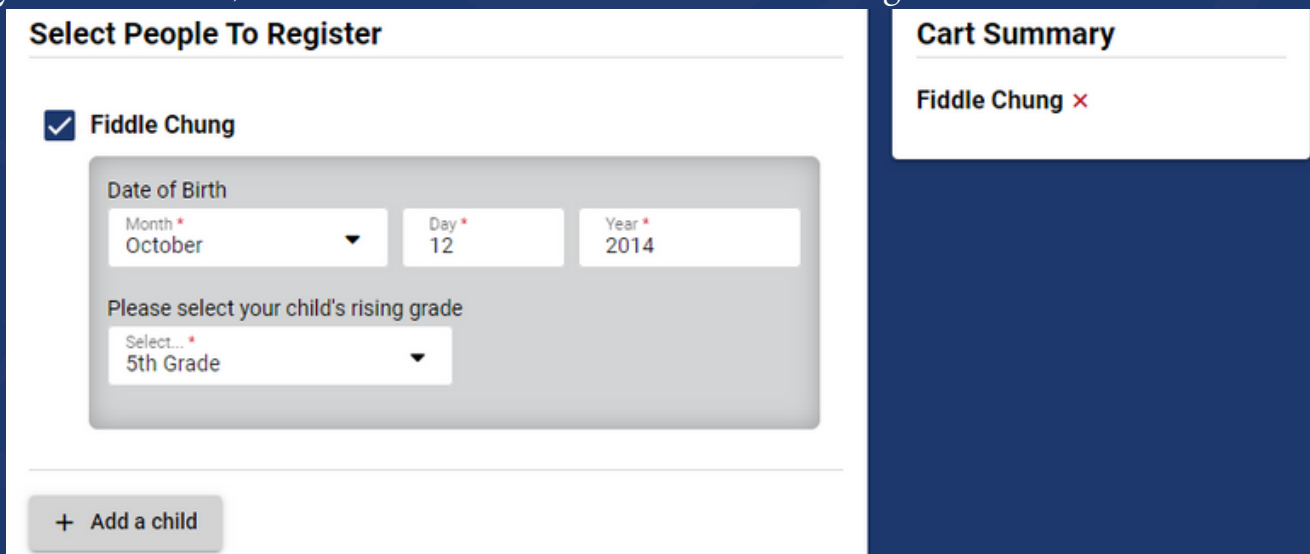 Select People To Register
Fiddle Chung
Date of Birth
Month *
October
Day *
12
Year *
2014
Please select your child's rising grade
Select... *
5th Grade
+ Add a child
Cart Summary
Fiddle Chung ×